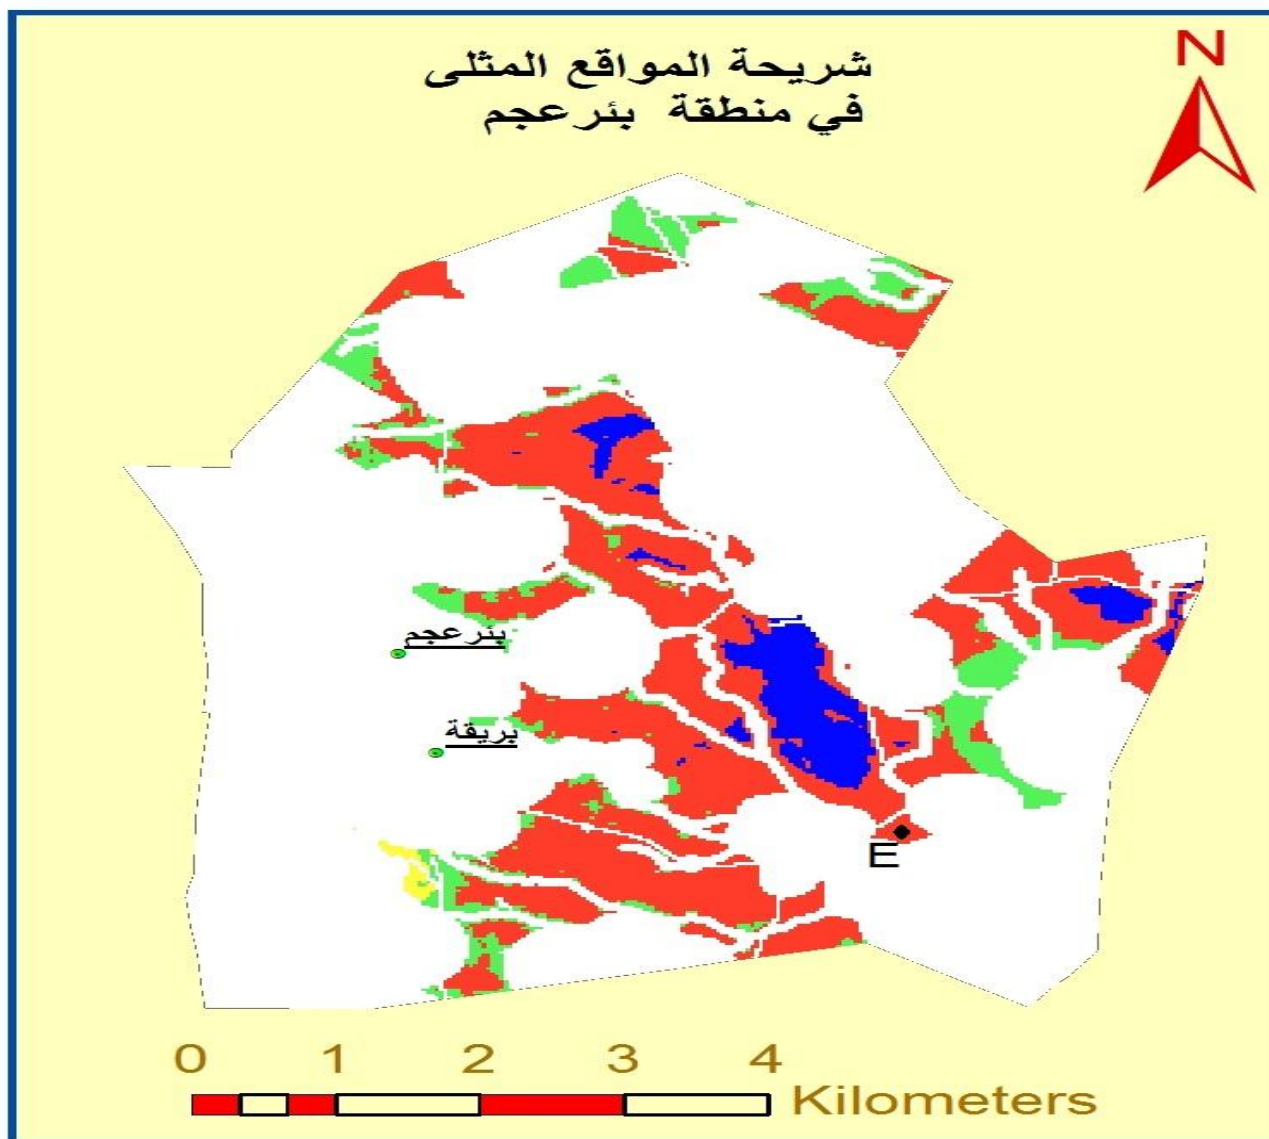 شريحة المواقع المثلى
في منطقة بئرعجم
N
بئرعجم
بريقة
E
0 1 2 3 4
Kilometers